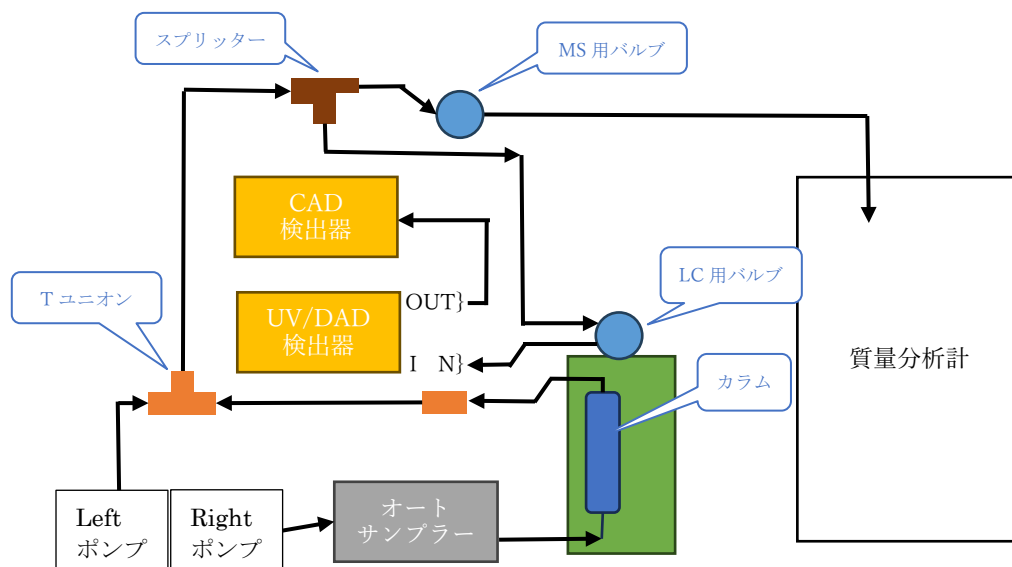 スプリッター
MS 用バルブ
CAD
検出器
T ユニオン
UV/DAD
検出器
OUT}
I N}
LC 用バルブ
カラム
質量分析計
Left
ポンプ
Right
ポンプ
オート
サンプラー